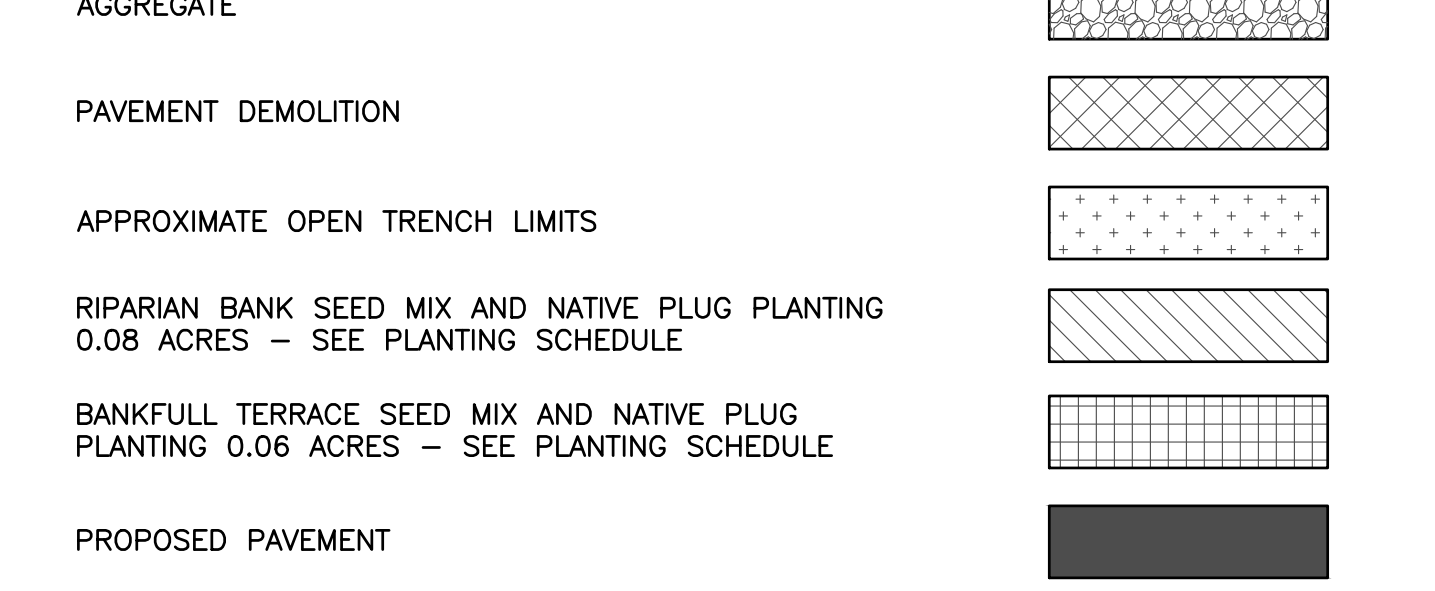 AGGREGATE
PAVEMENT DEMOLITION
APPROXIMATE OPEN TRENCH LIMITS
RIPARIAN BANK SEED MIX AND NATIVE PLUG PLANTING
0.08 ACRES – SEE PLANTING SCHEDULE
BANKFULL TERRACE SEED MIX AND NATIVE PLUG
PLANTING 0.06 ACRES – SEE PLANTING SCHEDULE
PROPOSED PAVEMENT